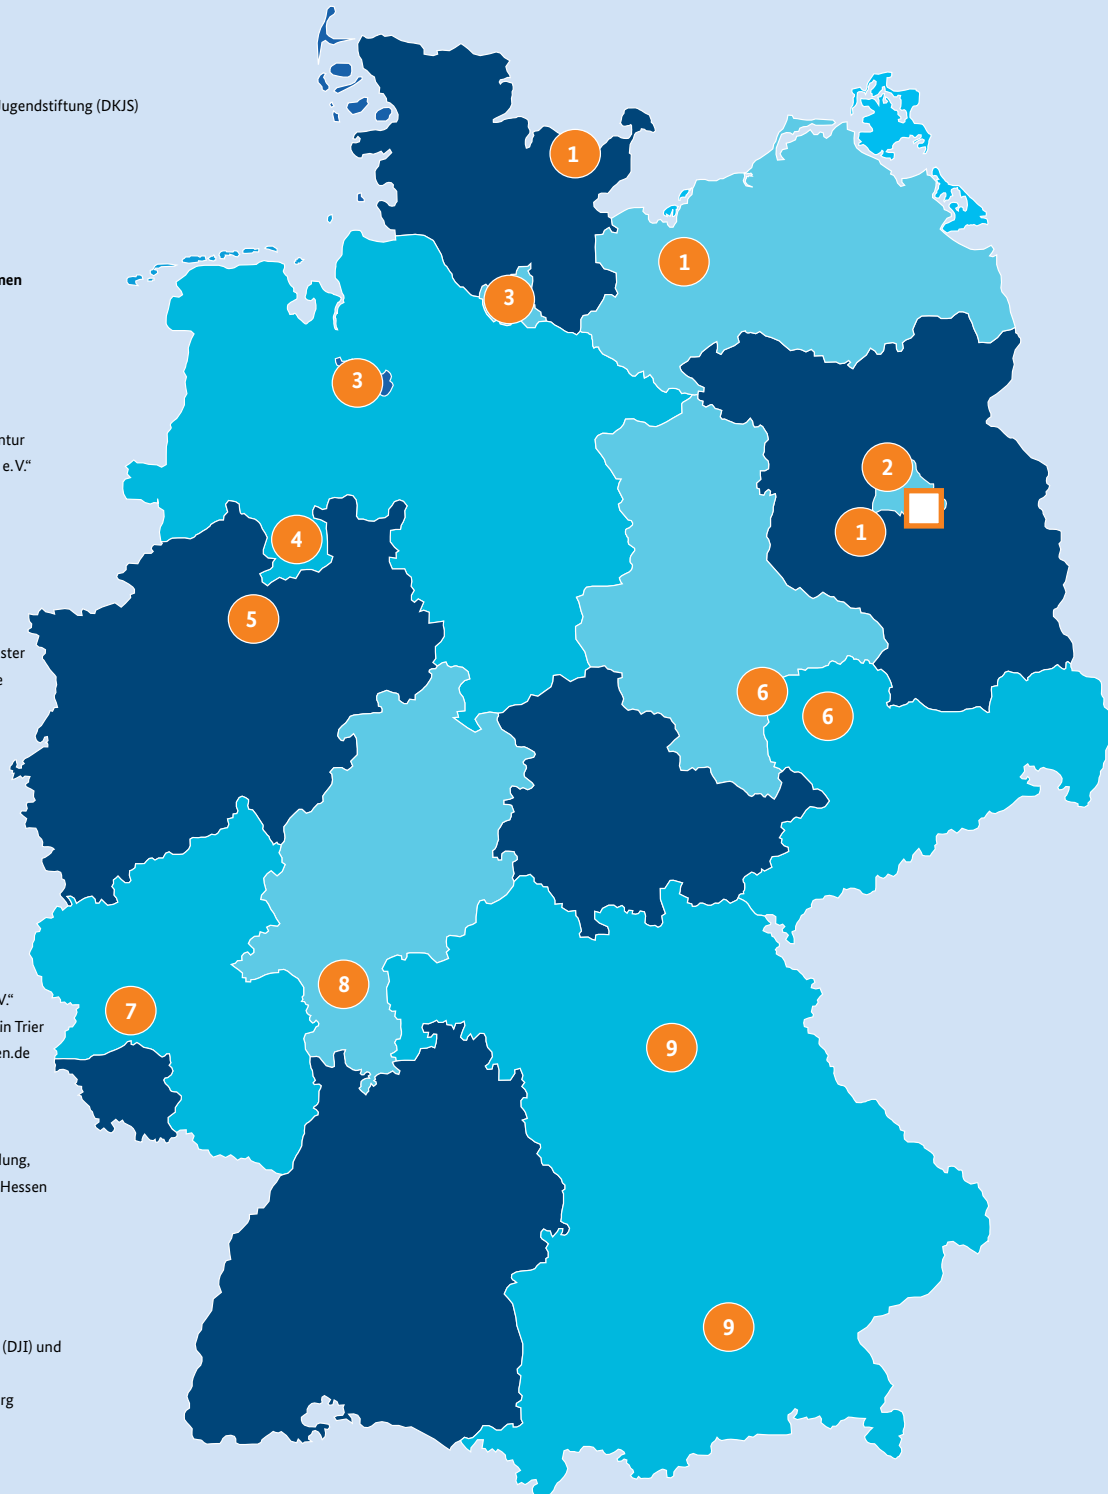 Jugendstiftung (DKJS)
1
1
nen
3
3
ntur
e. V.“
2
1
4
5
ster
e
6
6
V.“
in Trier
en.de
7
8
9
lung,
Hessen
9
(DJI) und
rg